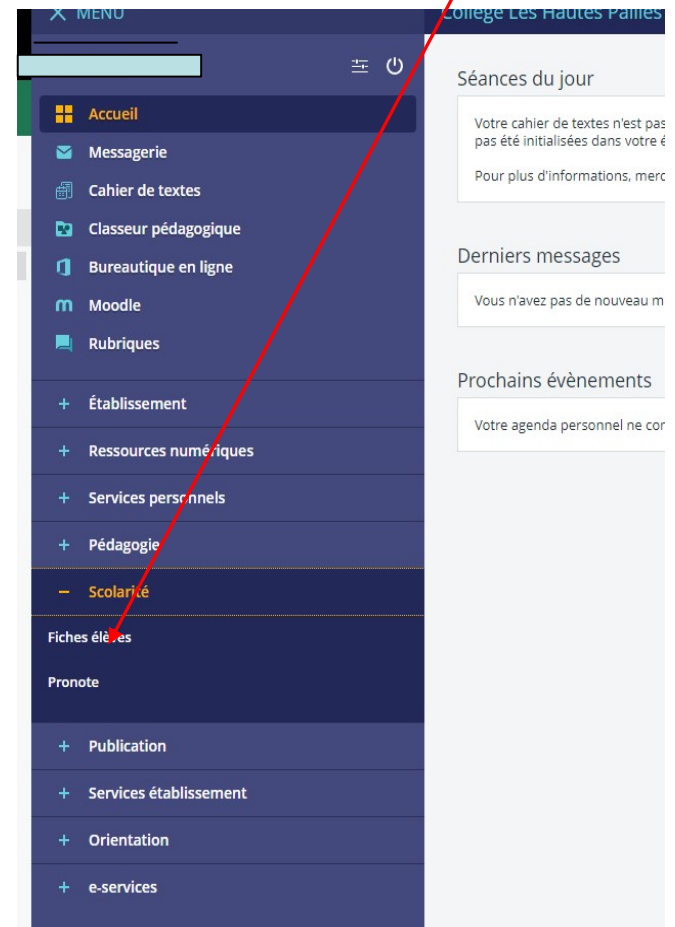 MENU
Collège Les Hautes Pailles
Accueil
Messagerie
Cahier de textes
Classeur pédagogique
Bureautique en ligne
Moodle
Rubriques
Établissement
Ressources numériques
Services personnels
Pédagogie
Scolarité
Fiches élèves
Pronote
Publication
Services établissement
Orientation
e-services
Séances du jour
Votre cahier de textes n'est pas
pas été initialisées dans votre é
Pour plus d'informations, merc
Derniers messages
Vous n'avez pas de nouveau m
Prochains évènements
Votre agenda personnel ne con